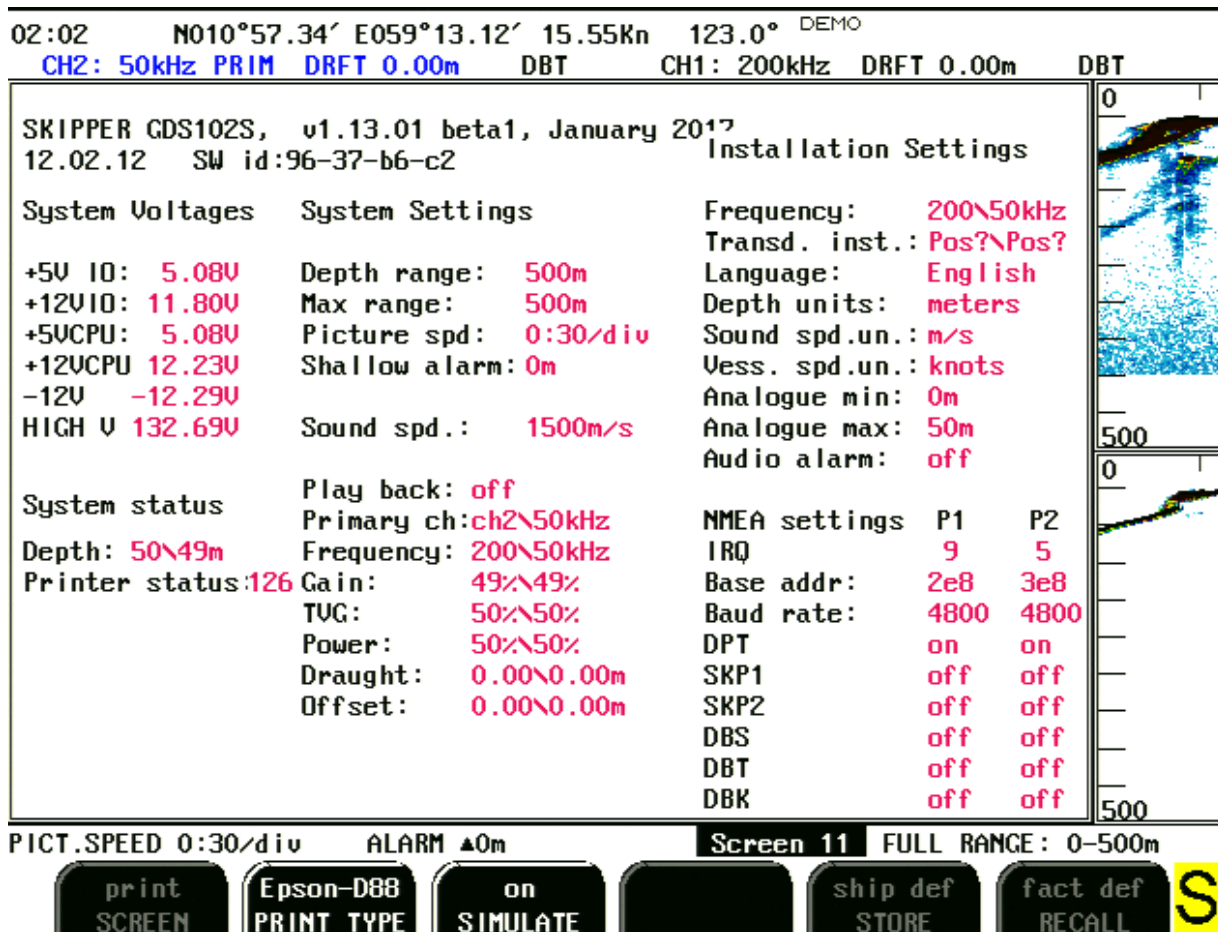 02:02 N010°57.34′ E059°13.12′ 15.55Kn 123.0° DEMO
CH2: 50kHz PRIM DRFT 0.00m DBT CH1: 200kHz DRFT 0.00m DBT
SKIPPER GDS102S, v1.13.01 beta1, January 2012
12.02.12 SW id:96-37-b6-c2
System Voltages
+5V IO: 5.08V
+12VIO: 11.80V
+5VCPU: 5.08V
+12VCPU 12.23V
-12V -12.29V
HIGH V 132.69V
System status
Depth: 50\49m
Printer status:126
System Settings
Depth range: 500m
Max range: 500m
Picture spd: 0:30/div
Shallow alarm: 0m
Sound spd.: 1500m/s
Play back: off
Primary ch:ch2\50kHz
Frequency: 200\50kHz
Gain: 49%\49%
TVG: 50%\50%
Power: 50%\50%
Draught: 0.00\0.00m
Offset: 0.00\0.00m
Installation Settings
Frequency: 200\50kHz
Transd. inst.: Pos?\Pos?
Language: English
Depth units: meters
Sound spd.un.: m/s
Vess. spd.un.: knots
Analogue min: 0m
Analogue max: 50m
Audio alarm: off
NMEA settings P1 P2
IRQ 9 5
Base addr: 2e8 3e8
Baud rate: 4800 4800
DPT on on
SKP1 off off
SKP2 off off
DBS off off
DBT off off
DBK off off
0
500
0
500
PICT.SPEED 0:30/div ALARM ▲0m Screen 11 FULL RANGE: 0-500m
print
SCREEN
Epson-D88
PRINT TYPE
on
SIMULATE
ship def
STORE
fact def
RECALL
S